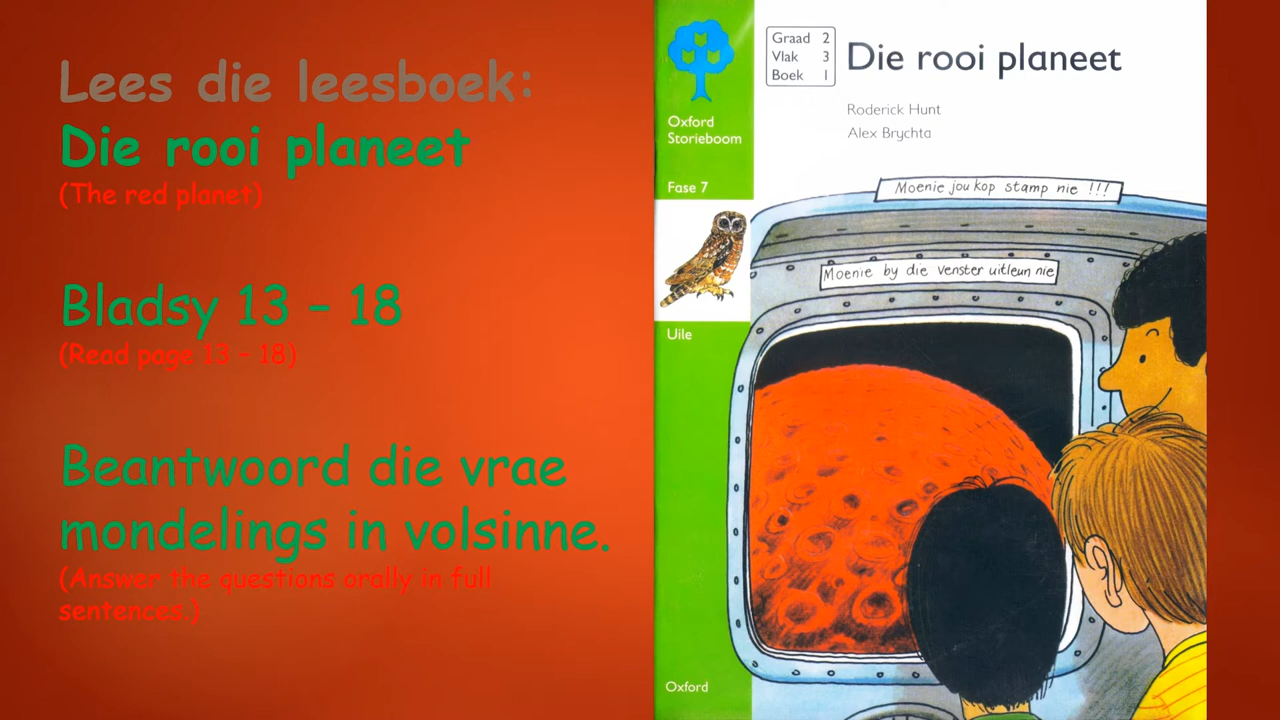 Lees die leesboek:
Die rooi planeet
(The red planet)
Bladsy 13 – 18
(Read page 13 – 18)
Beantwoord die vrae
mondelings in volsinne.
(Answer the questions orally in full
sentences.)
Oxford
Storieboom
Fase 7
Uile
Oxford
Graad 2
Vlak 3
Boek 1
Die rooi planeet
Roderick Hunt
Alex Brychta
Moenie jou kop stamp nie !!!
Moenie by die venster uitleun nie